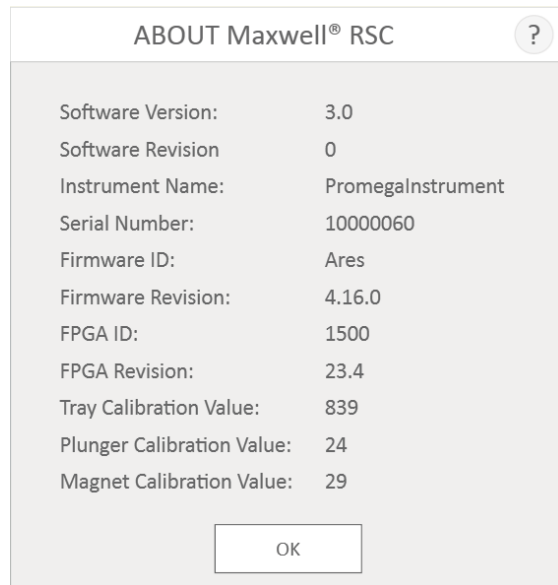 ABOUT Maxwell® RSC ?
Software Version: 3.0
Software Revision 0
Instrument Name: PromegaInstrument
Serial Number: 10000060
Firmware ID: Ares
Firmware Revision: 4.16.0
FPGA ID: 1500
FPGA Revision: 23.4
Tray Calibration Value: 839
Plunger Calibration Value: 24
Magnet Calibration Value: 29
OK